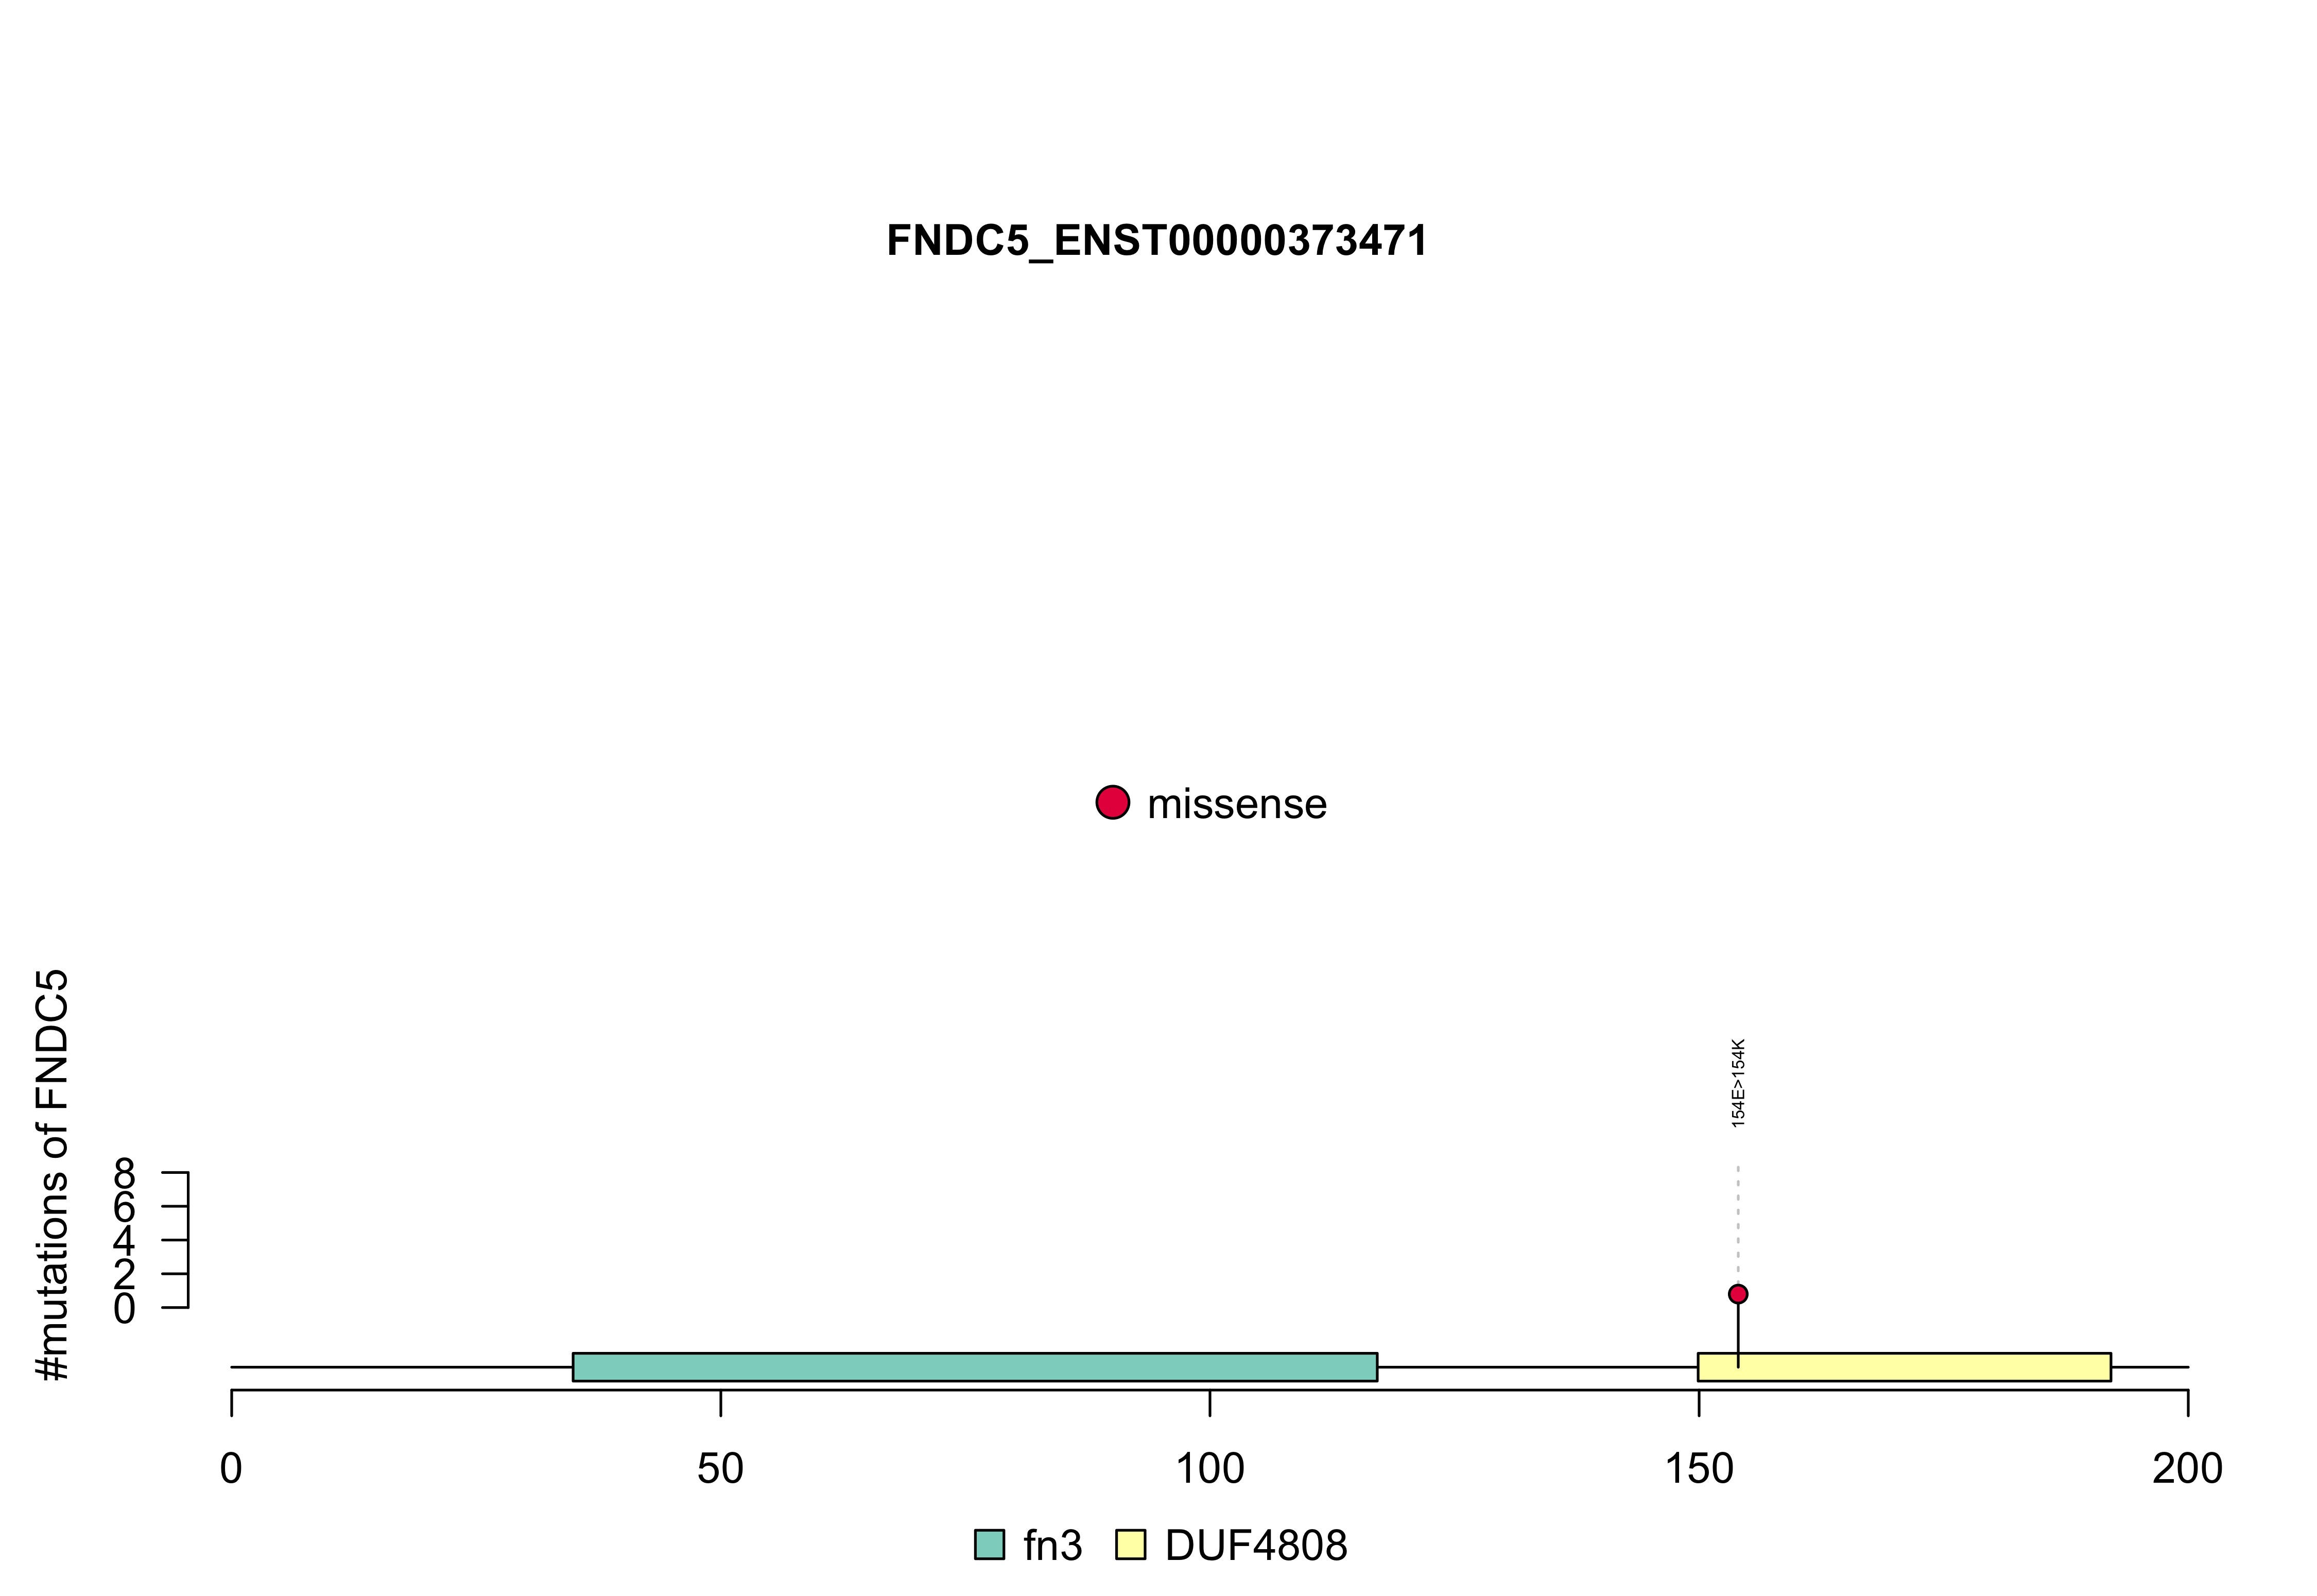 FNDC5_ENST00000373471
missense
#mutations of FNDC5
154E>154K
8
6
4
2
0
0 50 100 150 200
fn3 DUF4808